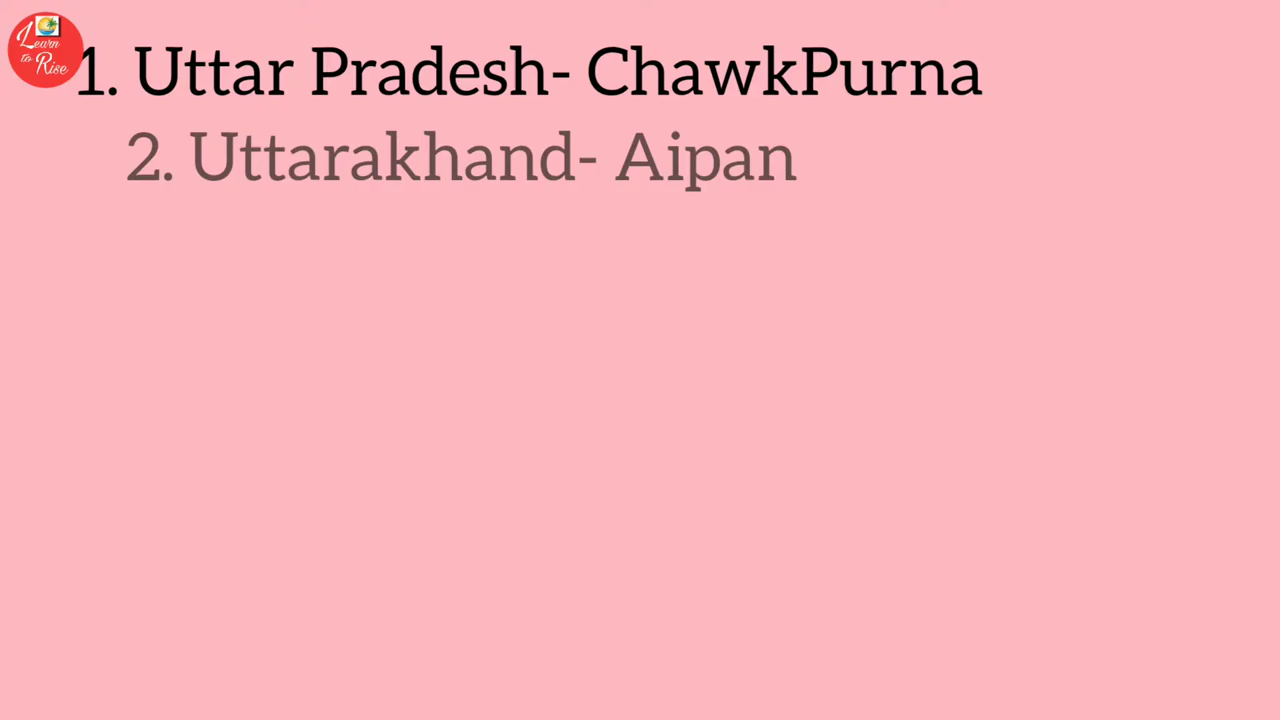 Learn
to Rise
1. Uttar Pradesh- ChawkPurna
2. Uttarakhand- Aipan